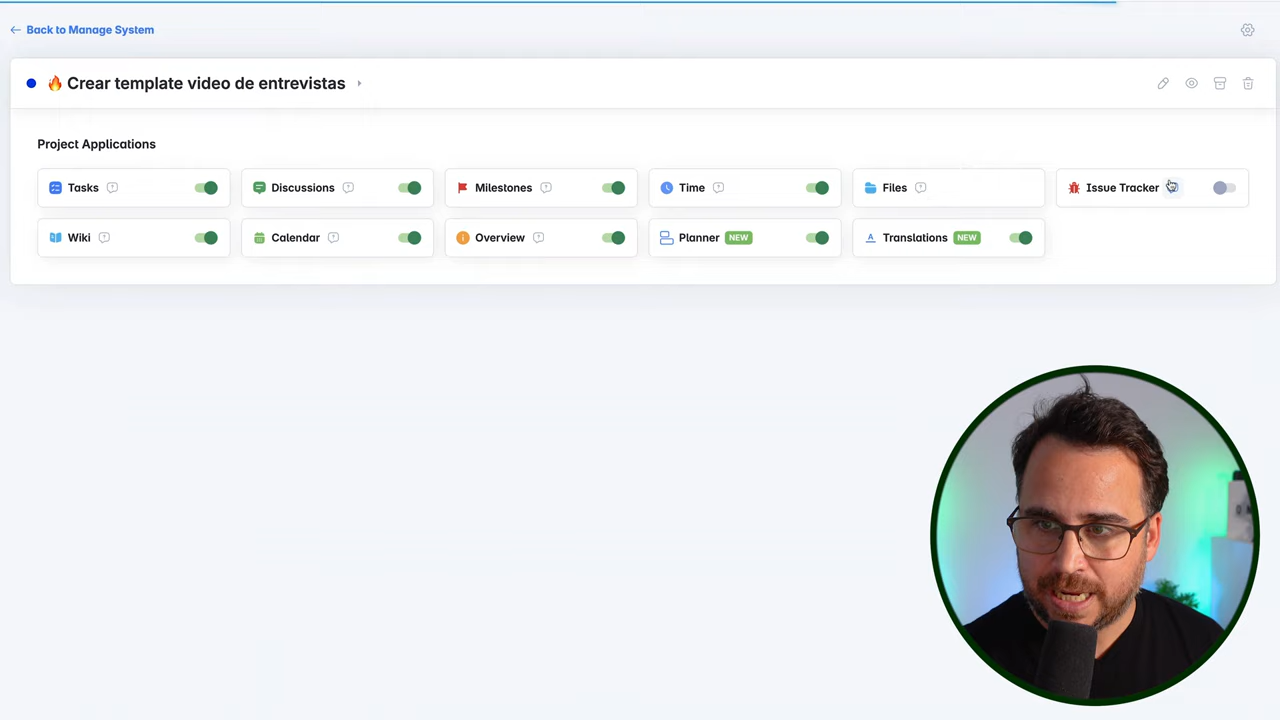 Back to Manage System
🔥 Crear template video de entrevistas
Project Applications
Tasks
Discussions
Milestones
Time
Files
Issue Tracker
Wiki
Calendar
Overview
Planner NEW
Translations NEW